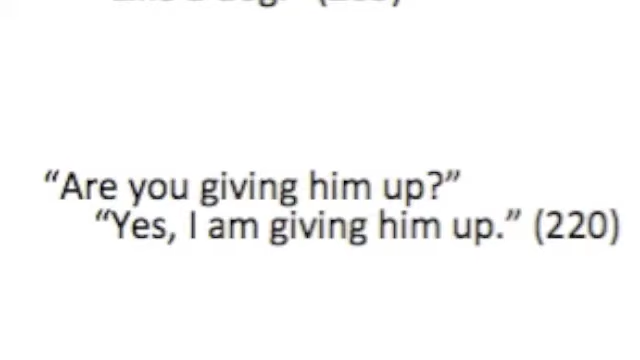 “Are you giving him up?”
“Yes, I am giving him up.” (220)